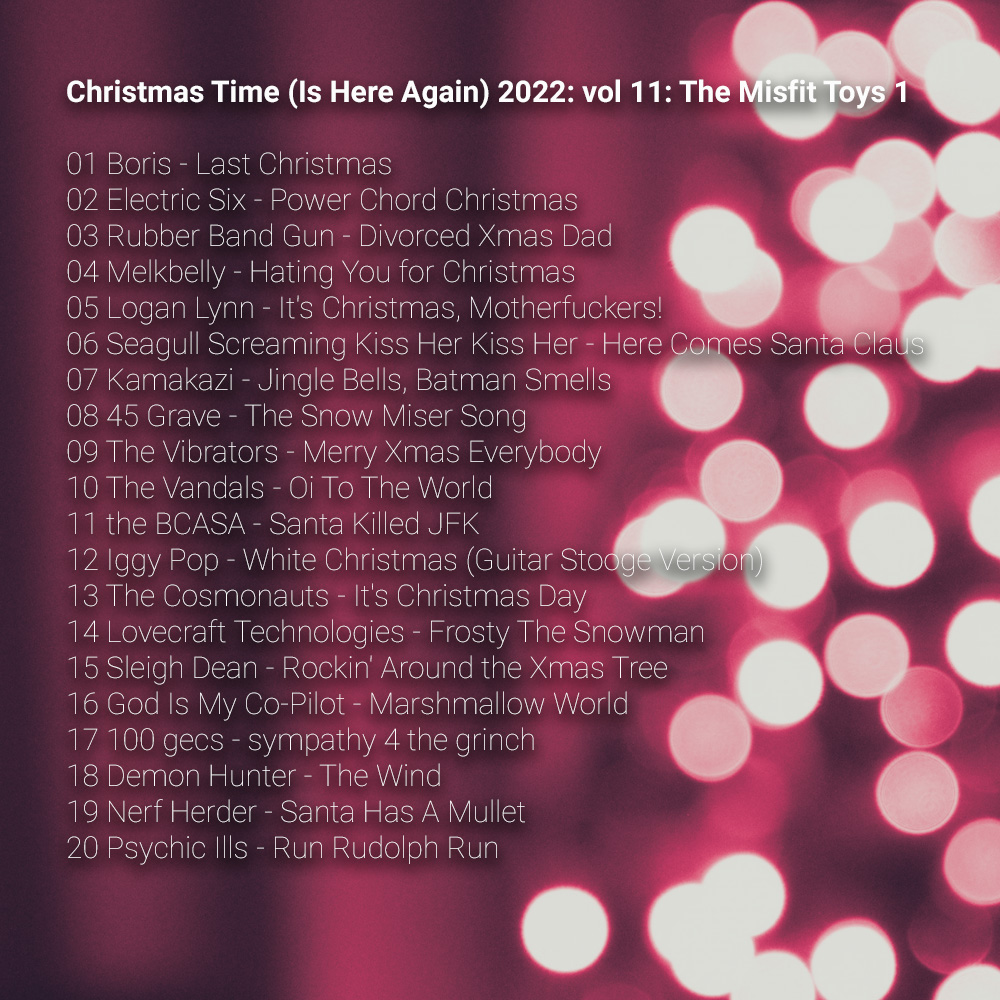 Christmas Time (Is Here Again) 2022: vol 11: The Misfit Toys 1
01 Boris - Last Christmas
02 Electric Six - Power Chord Christmas
03 Rubber Band Gun - Divorced Xmas Dad
04 Melkbelly - Hating You for Christmas
05 Logan Lynn - It's Christmas, Motherfuckers!
06 Seagull Screaming Kiss Her Kiss Her - Here Comes Santa Claus
07 Kamakazi - Jingle Bells, Batman Smells
08 45 Grave - The Snow Miser Song
09 The Vibrators - Merry Xmas Everybody
10 The Vandals - Oi To The World
11 the BCASA - Santa Killed JFK
12 Iggy Pop - White Christmas (Guitar Stooge Version)
13 The Cosmonauts - It's Christmas Day
14 Lovecraft Technologies - Frosty The Snowman
15 Sleigh Dean - Rockin' Around the Xmas Tree
16 God Is My Co-Pilot - Marshmallow World
17 100 gecs - sympathy 4 the grinch
18 Demon Hunter - The Wind
19 Nerf Herder - Santa Has A Mullet
20 Psychic Ills - Run Rudolph Run